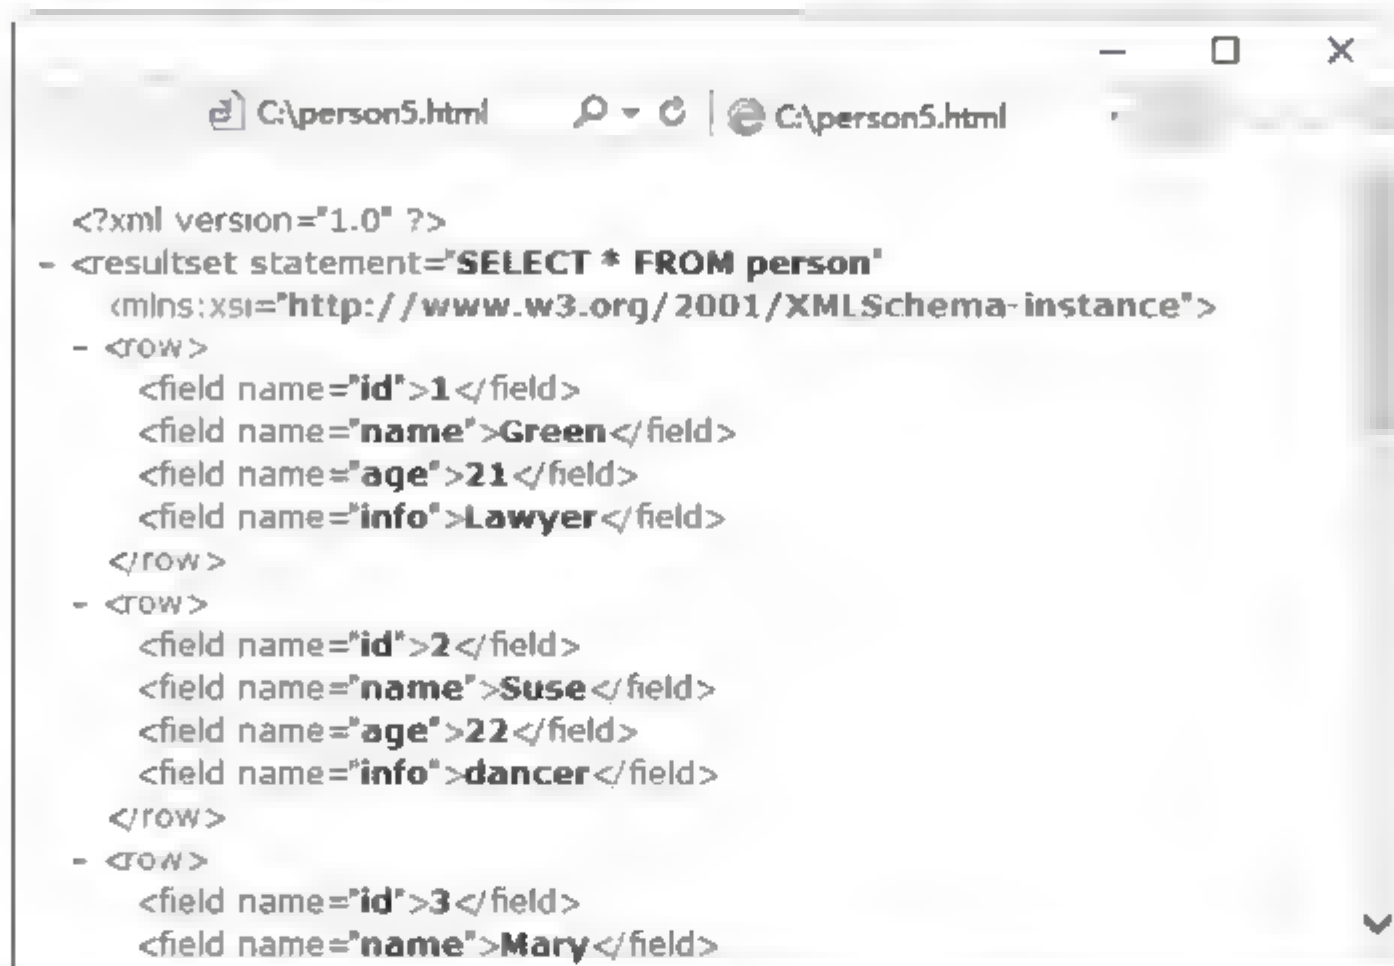 C:\person5.html C:\person5.html
<?xml version="1.0" ?>
- <resultset statement="SELECT * FROM person"
xmlns:xsi="http://www.w3.org/2001/XMLSchema-instance">
- <row>
<field name="id">1</field>
<field name="name">Green</field>
<field name="age">21</field>
<field name="info">Lawyer</field>
</row>
- <row>
<field name="id">2</field>
<field name="name">Suse</field>
<field name="age">22</field>
<field name="info">dancer</field>
</row>
- <row>
<field name="id">3</field>
<field name="name">Mary</field>